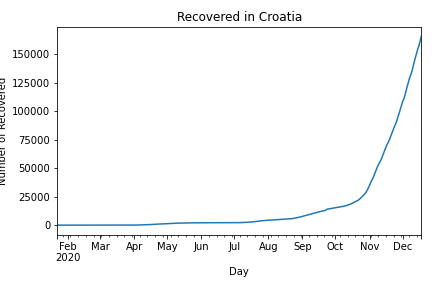 Recovered in Croatia
Number of Recovered
150000
125000
100000
75000
50000
25000
0
Feb Mar Apr May Jun Jul Aug Sep Oct Nov Dec
2020
Day